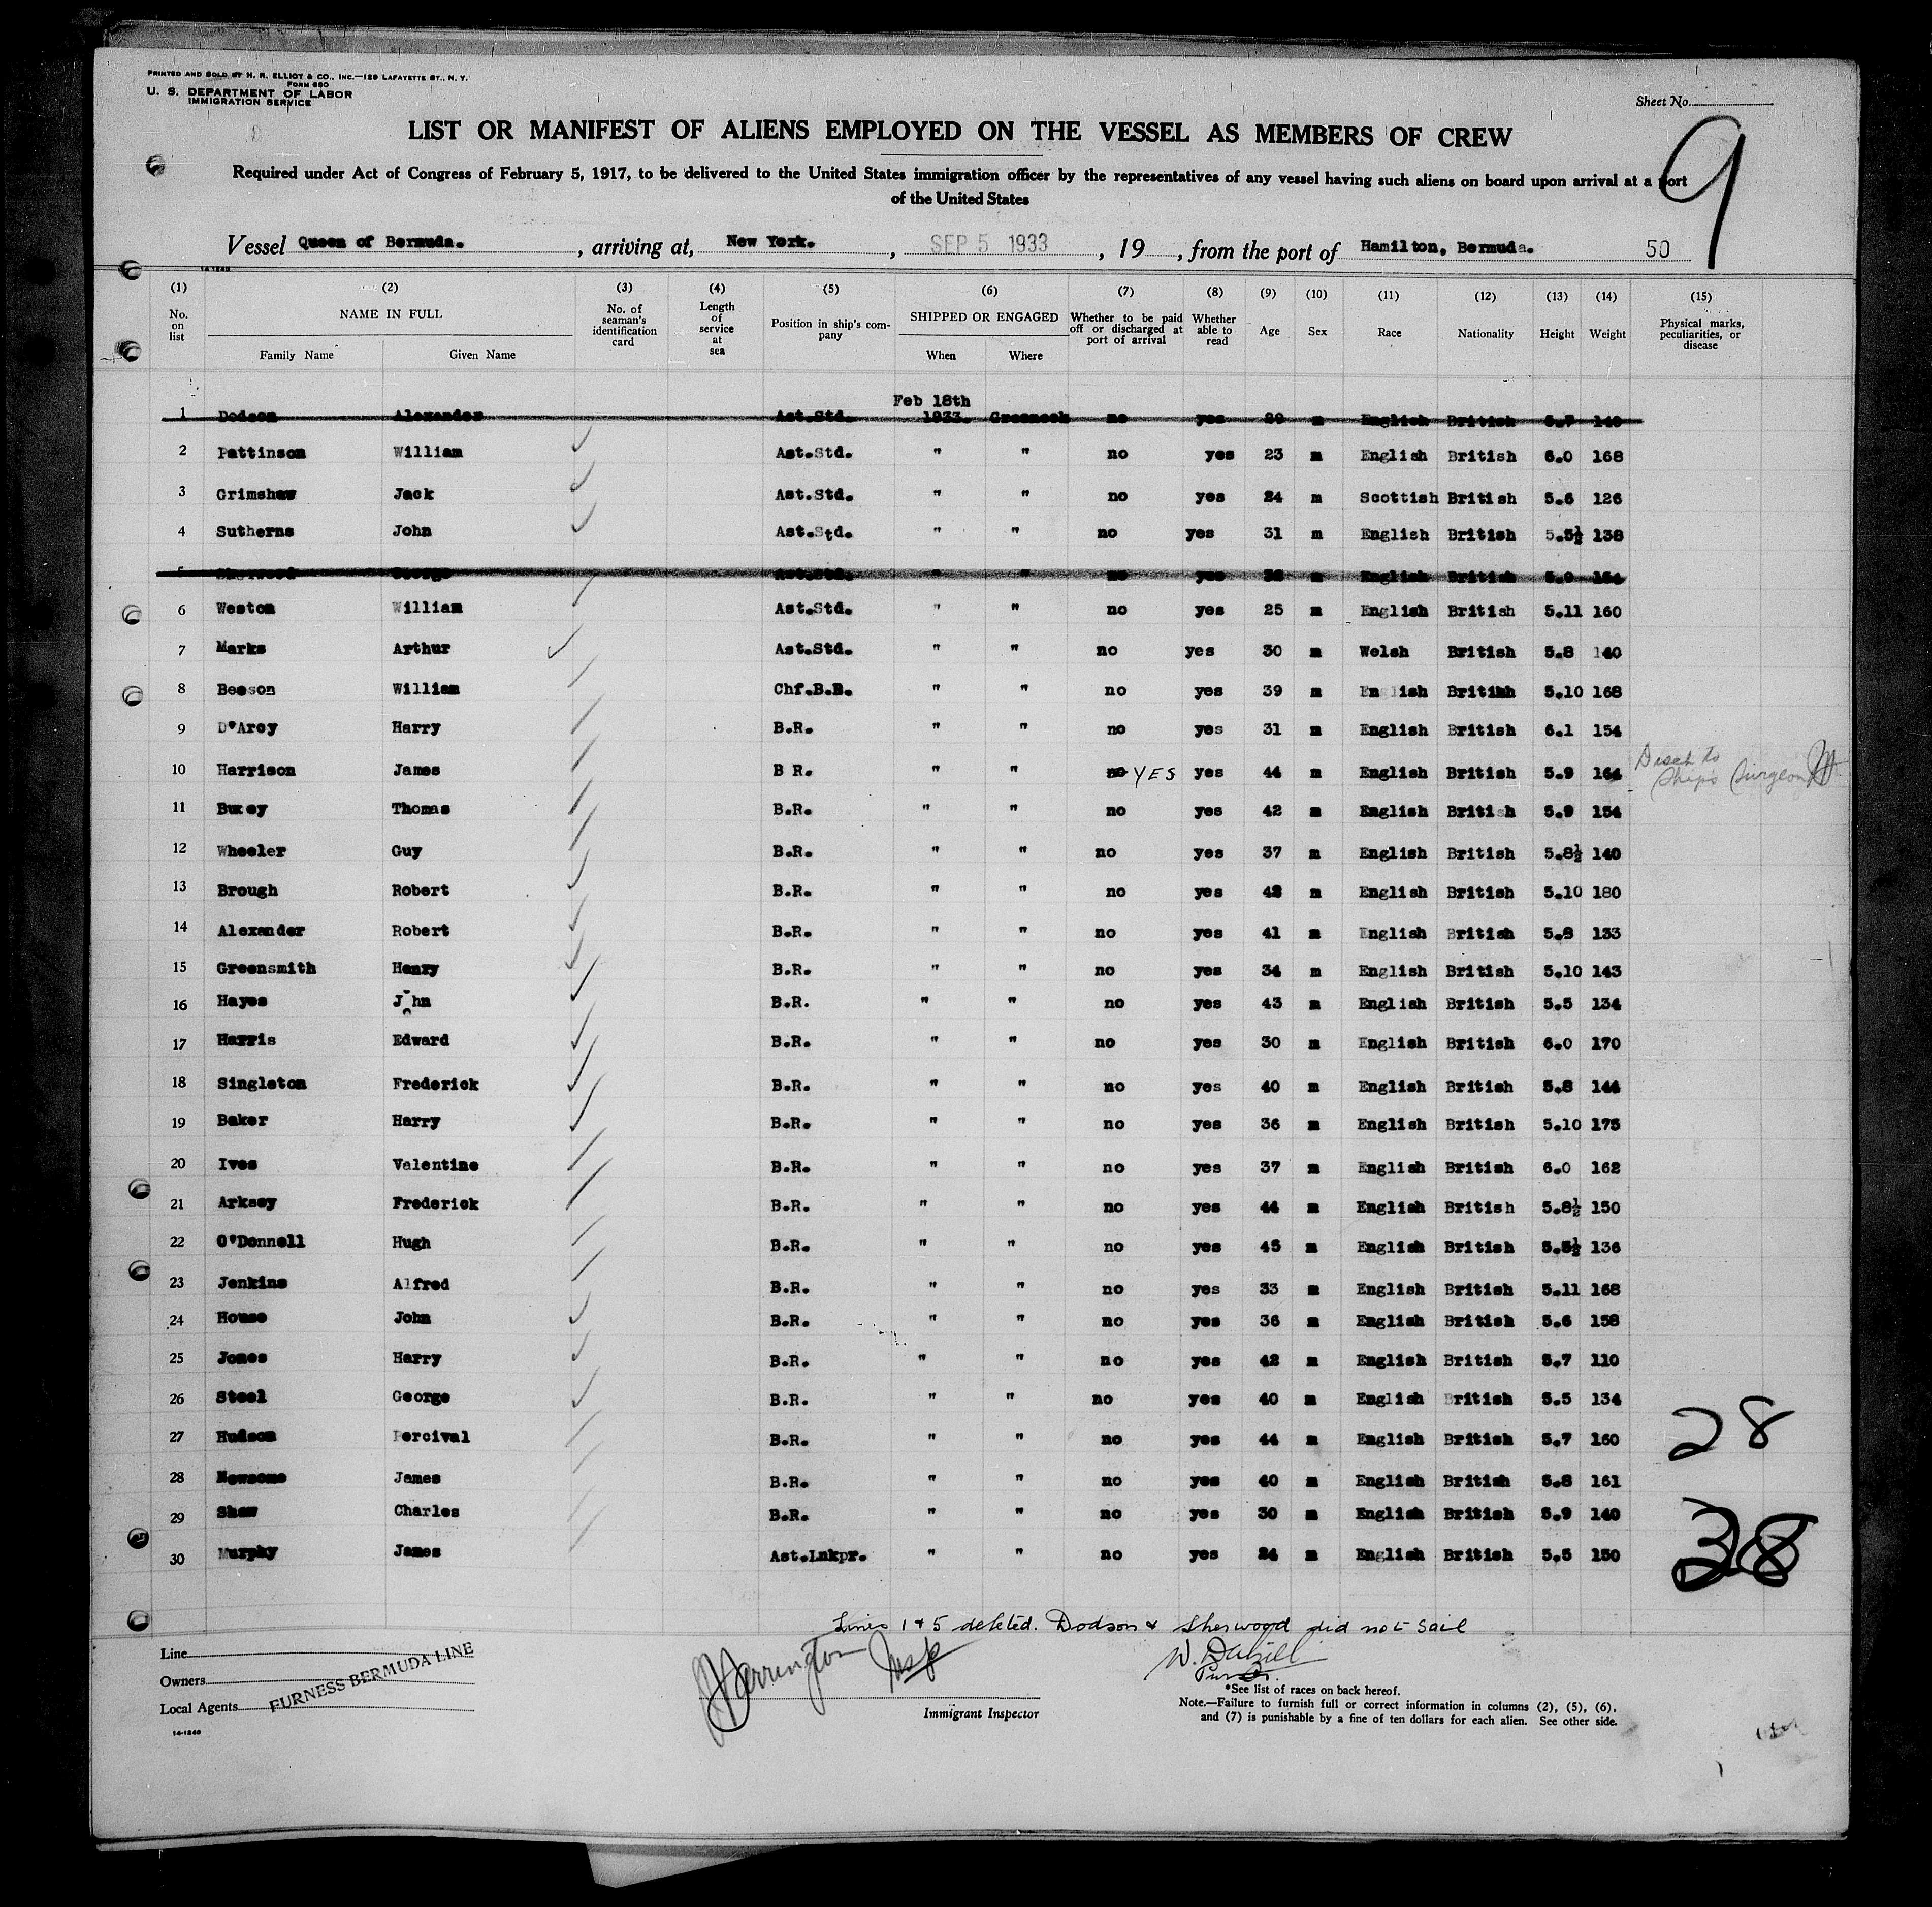 PRINTED AND SOLD BY H. R. ELLIOT & CO., INC.—129 LAFAYETTE ST., N. Y.
FORM 630
U. S. DEPARTMENT OF LABOR
IMMIGRATION SERVICE
Sheet No.
9
LIST OR MANIFEST OF ALIENS EMPLOYED ON THE VESSEL AS MEMBERS OF CREW
Required under Act of Congress of February 5, 1917, to be delivered to the United States immigration officer by the representatives of any vessel having such aliens on board upon arrival at a port
of the United States
Vessel Queen of Bermuda. , arriving at, New York. , SEP 5 1933 , 19 , from the port of Hamilton, Bermuda. 50
14-1240
(1) (2) (3) (4) (5) (6) (7) (8) (9) (10) (11) (12) (13) (14) (15)
No. on list NAME IN FULL Family Name Given Name No. of seaman's identification card Length of service at sea Position in ship's company SHIPPED OR ENGAGED When Where Whether to be paid off or discharged at port of arrival Whether able to read Age Sex Race Nationality Height Weight Physical marks, peculiarities, or disease
Feb 18th
1 Dodson Alexander Ast.Std. 1933. Greenock no yes 29 m English British 5.7 140
2 Pattinson William Ast.Std. " " no yes 23 m English British 6.0 168
3 Grimshaw Jack Ast.Std. " " no yes 24 m Scottish British 5.6 126
4 Sutherns John Ast.Std. " " no yes 31 m English British 5.5½ 138
5 Sherwood George Ast.Std. " " no yes m English British 154
6 Weston William Ast.Std. " " no yes 25 m English British 5.11 160
7 Marks Arthur Ast.Std. " " no yes 30 m Welsh British 5.8 140
8 Beeson William Chf.B.R. " " no yes 39 m English British 5.10 168
9 D'Arcy Harry B.R. " " no yes 31 m English British 6.1 154
10 Harrison James B R. " " no YES yes 44 m English British 5.9 164 Disch to Ship's Surgeon
11 Buxey Thomas B.R. " " no yes 42 m English British 5.9 154
12 Wheeler Guy B.R. " " no yes 37 m English British 5.8½ 140
13 Brough Robert B.R. " " no yes 42 m English British 5.10 180
14 Alexander Robert B.R. " " no yes 41 m English British 5.8 133
15 Greensmith Henry B.R. " " no yes 34 m English British 5.10 143
16 Hayes John B.R. " " no yes 43 m English British 5.5 134
17 Harris Edward B.R. " " no yes 30 m English British 6.0 170
18 Singleton Frederick B.R. " " no yes 40 m English British 5.8 144
19 Baker Harry B.R. " " no yes 36 m English British 5.10 175
20 Ives Valentine B.R. " " no yes 37 m English British 6.0 162
21 Arksey Frederick B.R. " " no yes 44 m English British 5.8½ 150
22 O'Donnell Hugh B.R. " " no yes 45 m English British 5.5½ 136
23 Jenkins Alfred B.R. " " no yes 33 m English British 5.11 168
24 House John B.R. " " no yes 36 m English British 5.6 158
25 Jones Harry B.R. " " no yes 42 m English British 5.7 110
26 Steel George B.R. " " no yes 40 m English British 5.5 134
27 Hudson Percival B.R. " " no yes 44 m English British 5.7 160
28
28 Newsome James B.R. " " no yes 40 m English British 5.8 161
29 Shaw Charles B.R. " " no yes 30 m English British 5.9 140
30 Murphy James Ast.Lnkpr. " " no yes 24 m English British 5.5 150
38
Lines 1 & 5 deleted. Dodson & Sherwood did not sail
Line
Owners
Local Agents
FURNESS BERMUDA LINE
14-1240
Insp
Immigrant Inspector
W. Dalzell
Purser.
*See list of races on back hereof.
Note.—Failure to furnish full or correct information in columns (2), (5), (6),
and (7) is punishable by a fine of ten dollars for each alien. See other side.